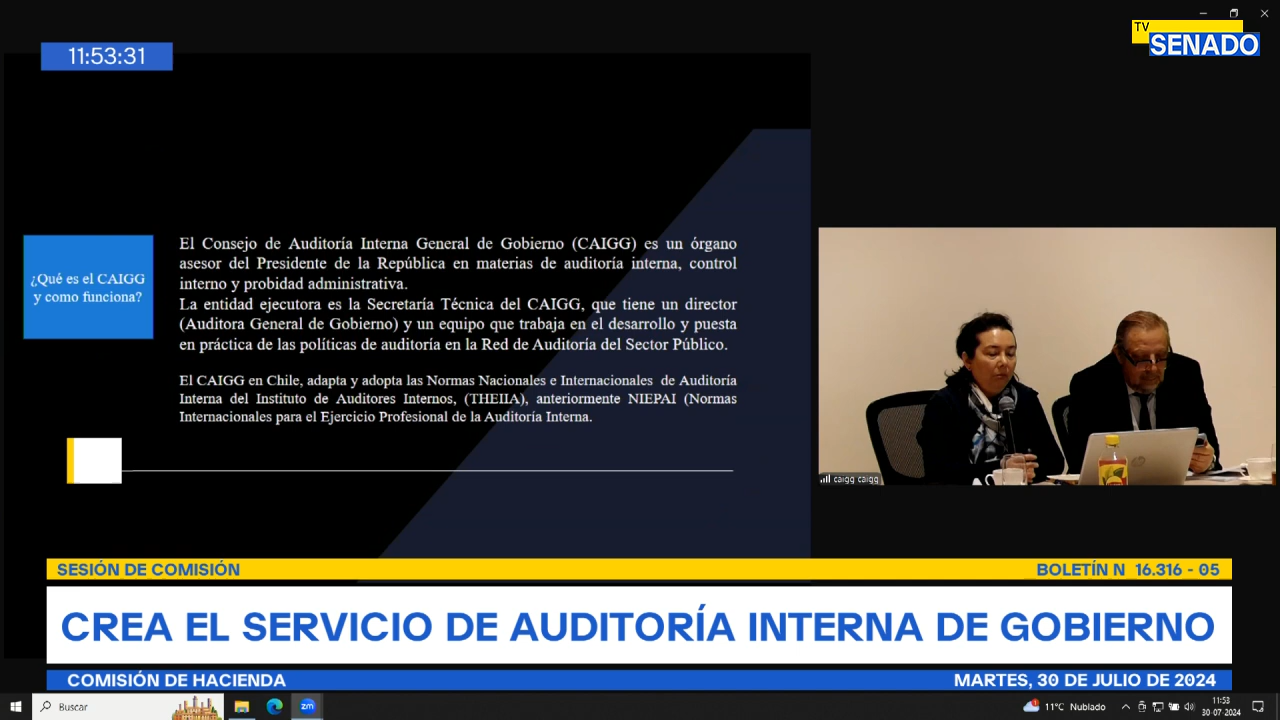 11:53:31
TV
SENADO
¿Qué es el CAIGG
y como funciona?
El Consejo de Auditoría Interna General de Gobierno (CAIGG) es un órgano
asesor del Presidente de la República en materias de auditoría interna, control
interno y probidad administrativa.
La entidad ejecutora es la Secretaría Técnica del CAIGG, que tiene un director
(Auditora General de Gobierno) y un equipo que trabaja en el desarrollo y puesta
en práctica de las políticas de auditoría en la Red de Auditoría del Sector Público.
El CAIGG en Chile, adapta y adopta las Normas Nacionales e Internacionales de Auditoría
Interna del Instituto de Auditores Internos, (THEIIA), anteriormente NIEPAI (Normas
Internacionales para el Ejercicio Profesional de la Auditoría Interna.
caigg caigg
SESIÓN DE COMISIÓN
BOLETÍN N 16.316 - 05
CREA EL SERVICIO DE AUDITORÍA INTERNA DE GOBIERNO
COMISIÓN DE HACIENDA
MARTES, 30 DE JULIO DE 2024
Buscar
zm
11°C Nublado
11:53
30-07-2024